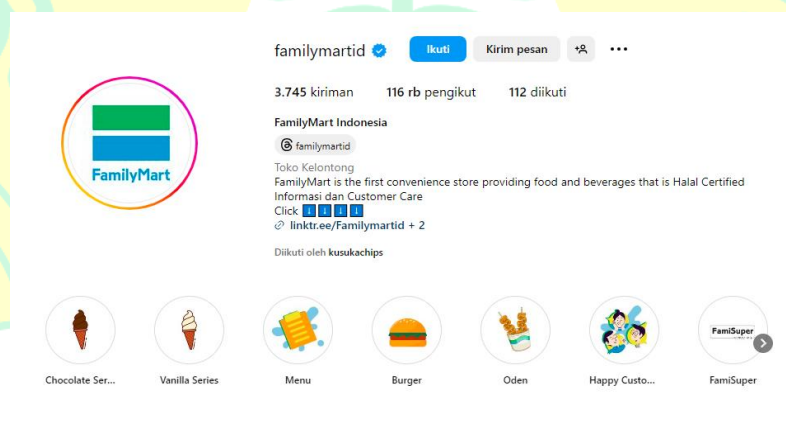 familymartid Ikuti Kirim pesan
3.745 kiriman 116 rb pengikut 112 diikuti
FamilyMart
FamilyMart Indonesia
familymartid
Toko Kelontong
FamilyMart is the first convenience store providing food and beverages that is Halal Certified
Informasi dan Customer Care
Click ⬇️⬇️⬇️⬇️
linktr.ee/Familymartid + 2
Diikuti oleh kusukachips
FamiSuper
Chocolate Ser... Vanilla Series Menu Burger Oden Happy Custo... FamiSuper